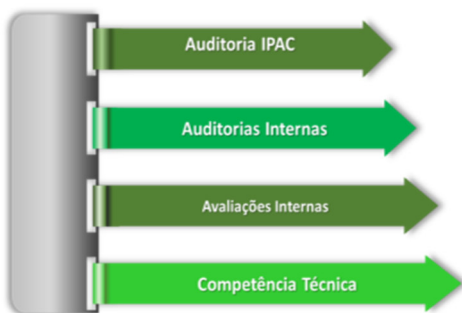 Auditoria IPAC
Auditorias Internas
Avaliações Internas
Competência Técnica